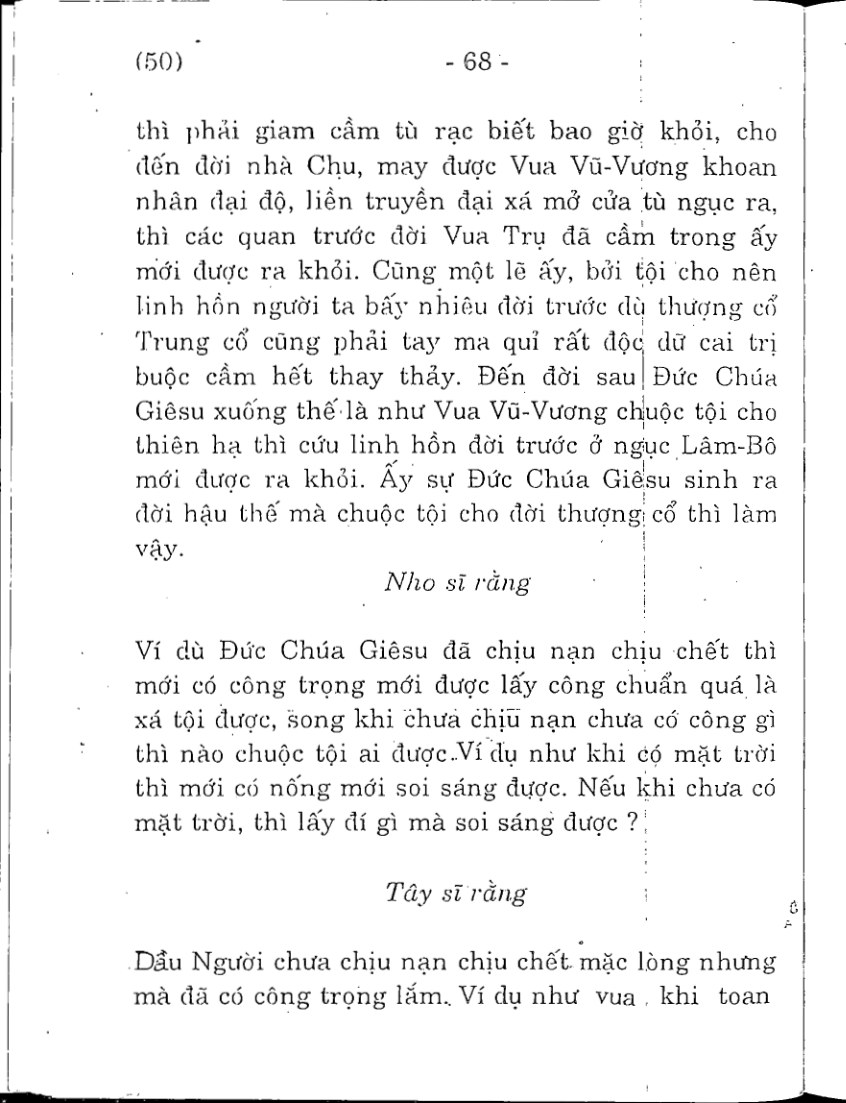 (50) - 68 -
thì phải giam cầm tù rạc biết bao giờ khỏi, cho
đến đời nhà Chu, may được Vua Vũ-Vương khoan
nhân đại độ, liền truyền đại xá mở cửa tù ngục ra,
thì các quan trước đời Vua Trụ đã cầm trong ấy
mới được ra khỏi. Cũng một lẽ ấy, bởi tội cho nên
linh hồn người ta bấy nhiêu đời trước dù thượng cổ
Trung cổ cũng phải tay ma quỉ rất độc dữ cai trị
buộc cầm hết thay thảy. Đến đời sau Đức Chúa
Giêsu xuống thế là như Vua Vũ-Vương chuộc tội cho
thiên hạ thì cứu linh hồn đời trước ở ngục Lâm-Bô
mới được ra khỏi. Ấy sự Đức Chúa Giêsu sinh ra
đời hậu thế mà chuộc tội cho đời thượng cổ thì làm
vậy.
Nho sĩ rằng
Ví dù Đức Chúa Giêsu đã chịu nạn chịu chết thì
mới có công trọng mới được lấy công chuẩn quá là
xá tội được, song khi chưa chịu nạn chưa có công gì
thì nào chuộc tội ai được. Ví dụ như khi có mặt trời
thì mới có nống mới soi sáng được. Nếu khi chưa có
mặt trời, thì lấy đí gì mà soi sáng được ?
Tây sĩ rằng
Dầu Người chưa chịu nạn chịu chết mặc lòng nhưng
mà đã có công trọng lắm. Ví dụ như vua khi toan